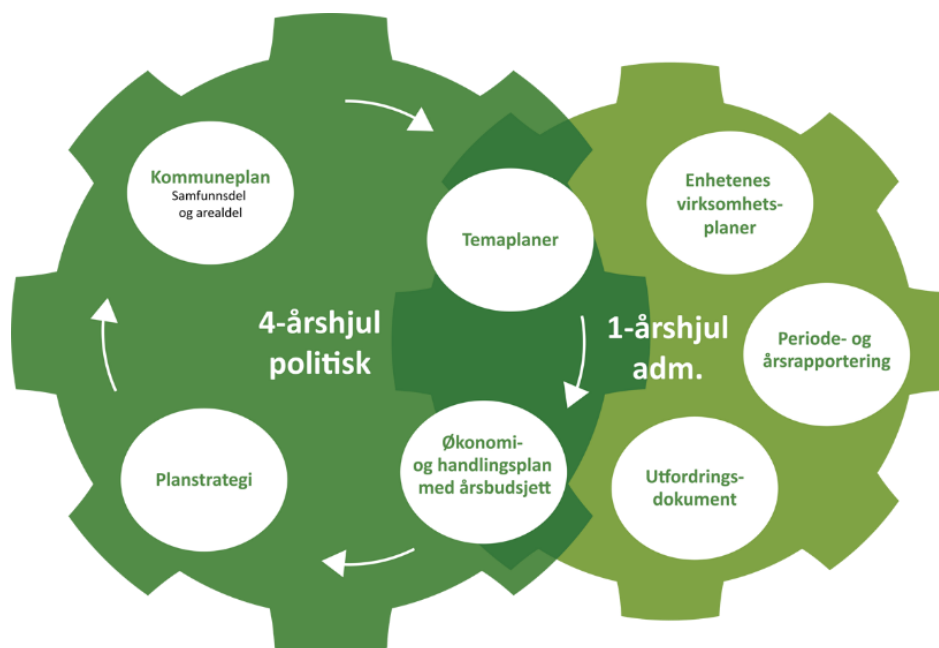 Kommuneplan
Samfunnsdel
og arealdel
Temaplaner
Enhetenes
virksomhets-
planer
4-årshjul
politisk
1-årshjul
adm.
Periode- og
årsrapportering
Planstrategi
Økonomi-
og handlingsplan
med årsbudsjett
Utfordrings-
dokument